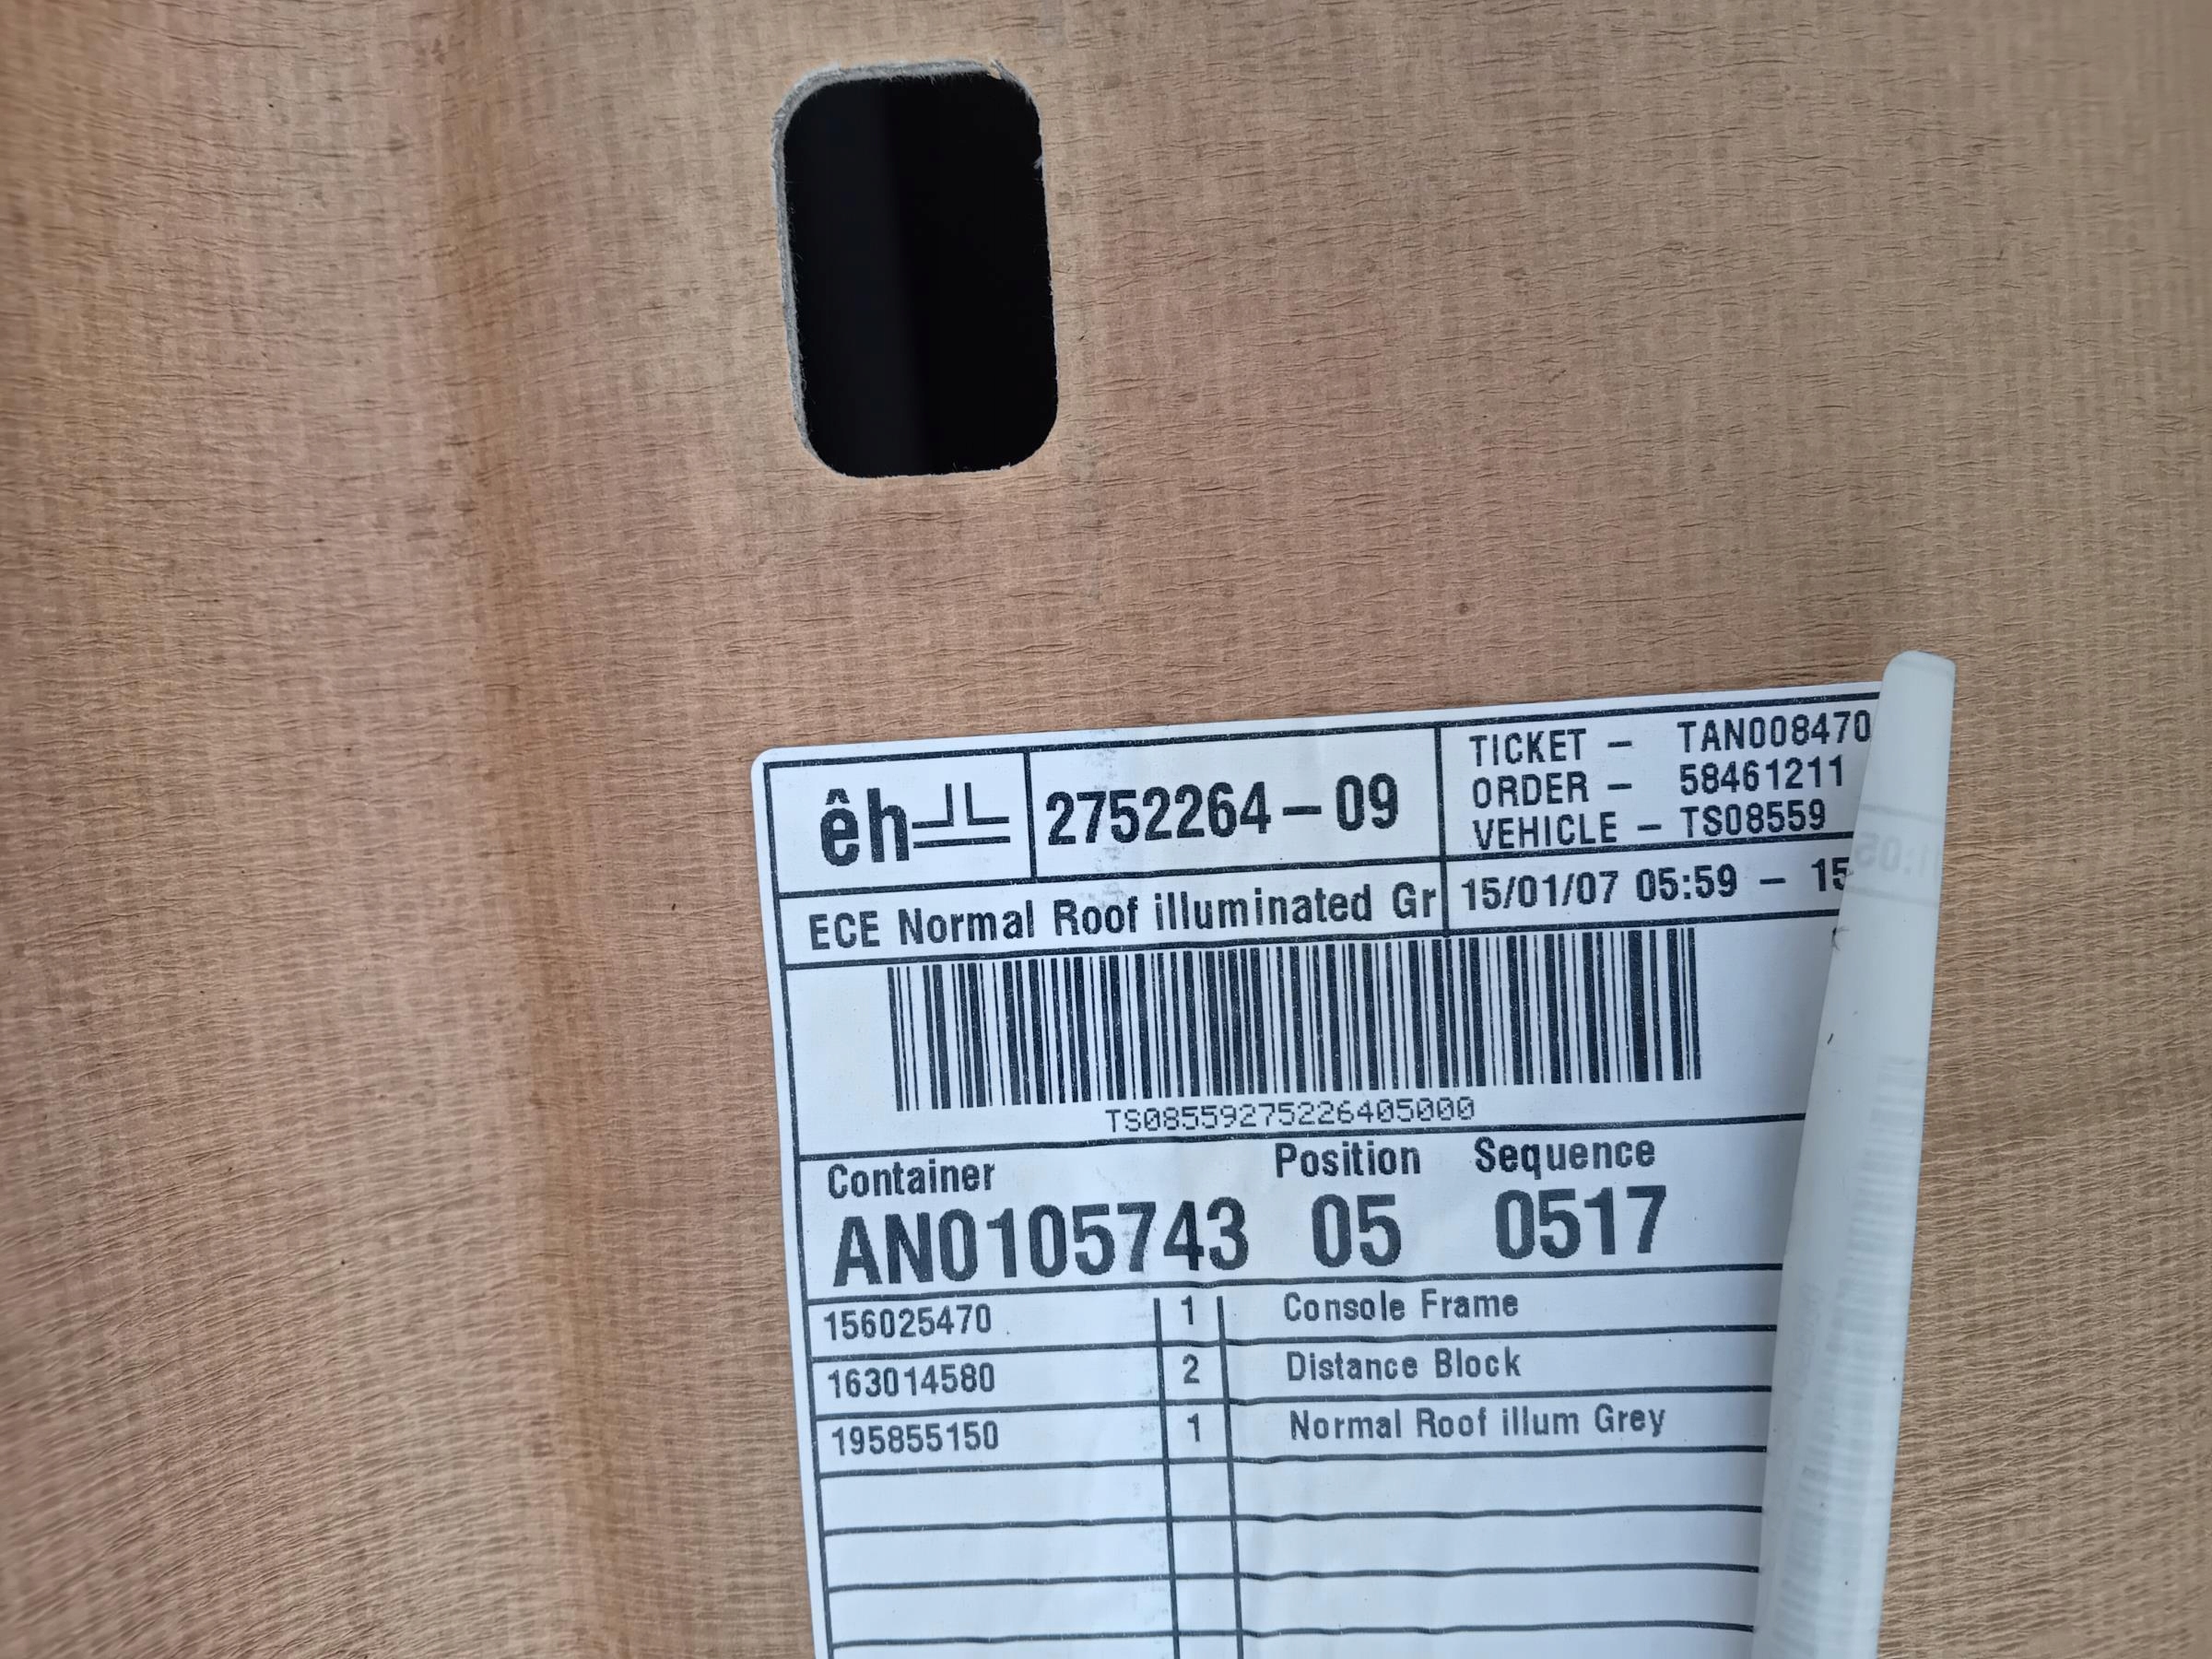 êh
2752264-09
TICKET - TAN008470
ORDER - 58461211
VEHICLE - TS08559
ECE Normal Roof illuminated Gr
15/01/07 05:59 - 15
TS08559275226405000
Container Position Sequence
AN0105743 05 0517
156025470 1 Console Frame
163014580 2 Distance Block
195855150 1 Normal Roof illum Grey